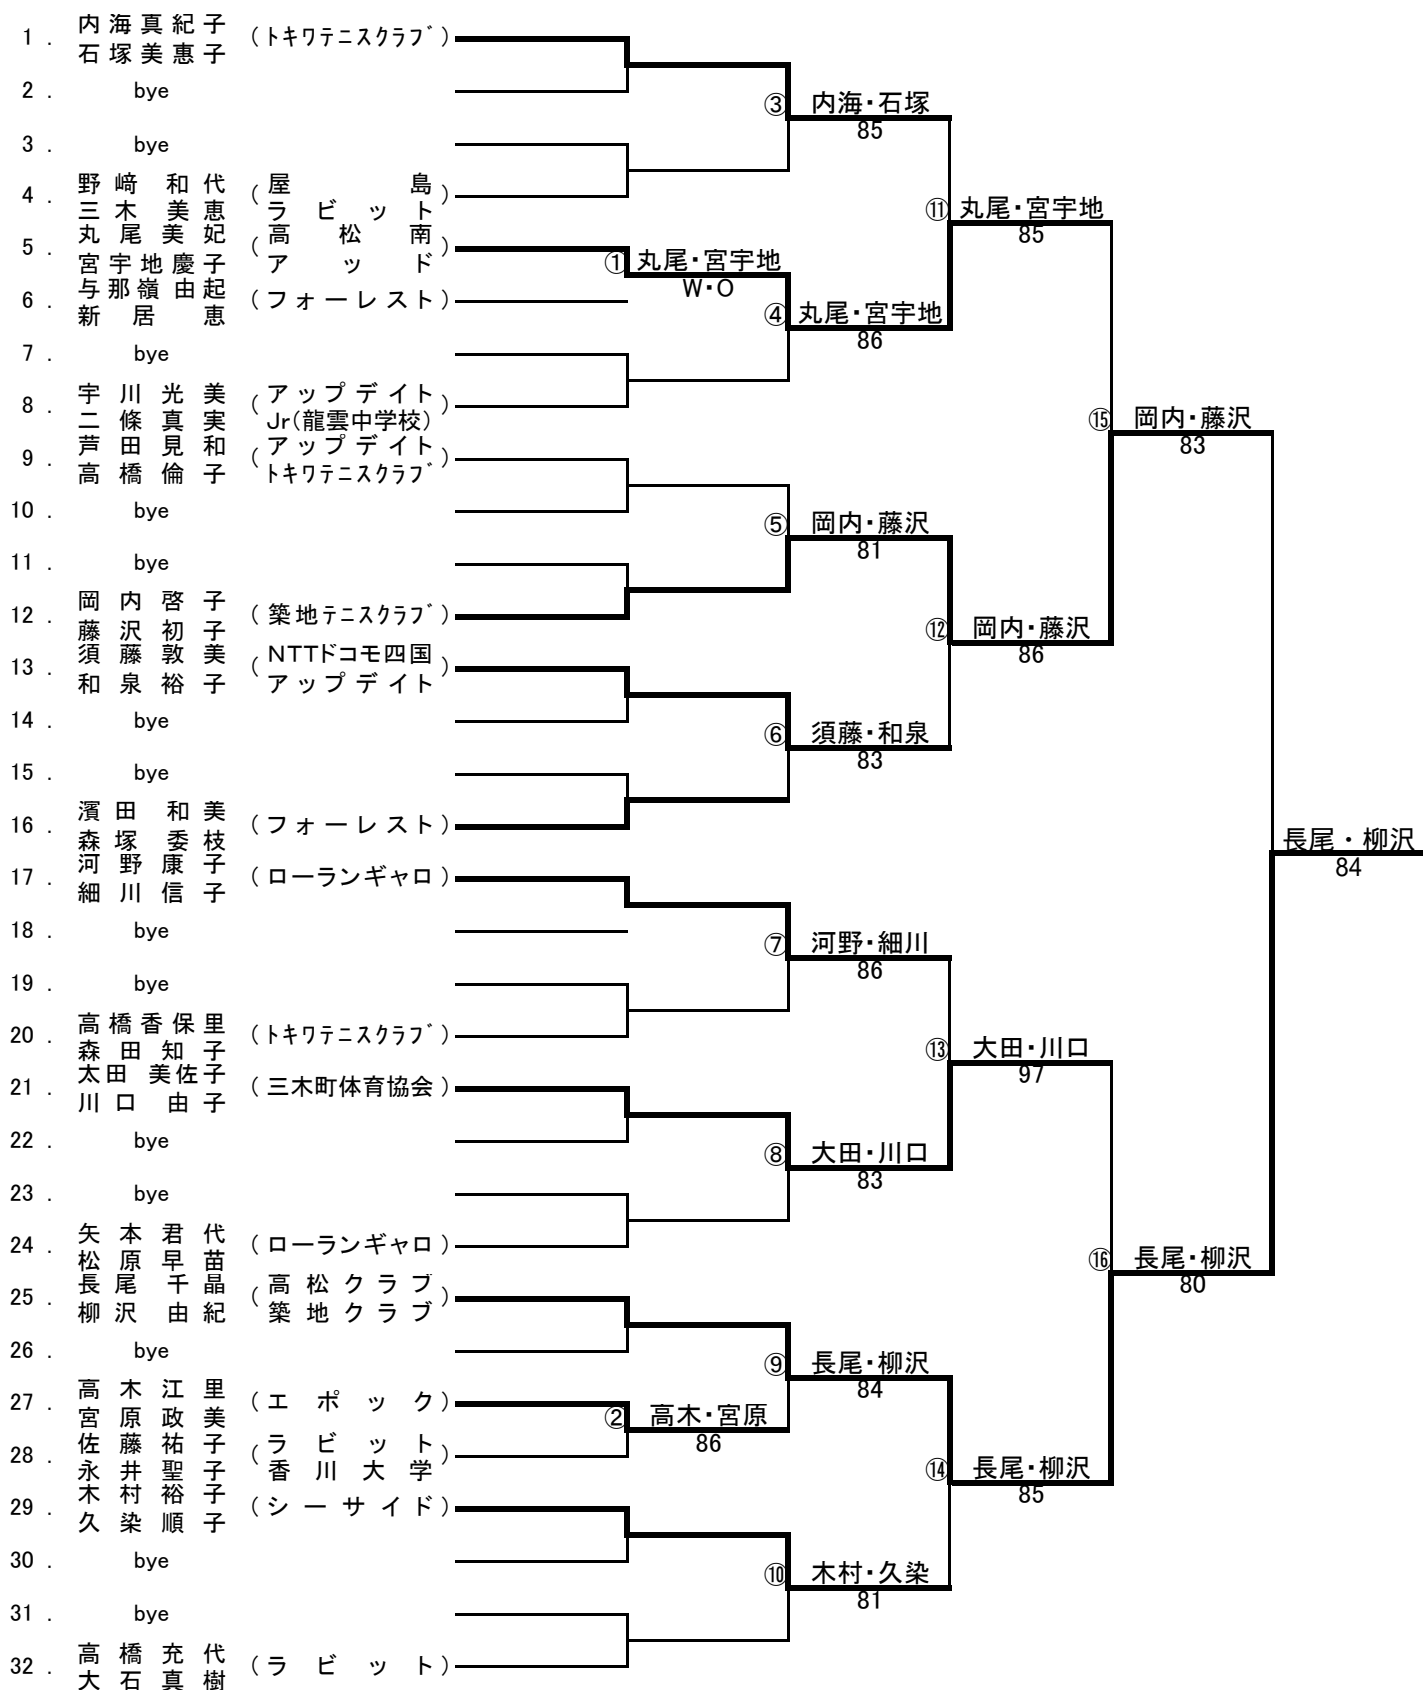 1 . 内海真紀子 (トキワテニスクラブ)
石塚美惠子
2 . bye
3 . bye
4 . 野﨑 和代 (屋島
三木 美恵 ラビット)
5 . 丸尾美妃 (高松南
宮宇地慶子 アッド)
6 . 与那嶺由起 (フォーレスト)
新居 恵
7 . bye
8 . 宇川光美 (アップデイト
二條真実 Jr(龍雲中学校))
9 . 芦田見和 (アップデイト
高橋倫子 トキワテニスクラブ)
10 . bye
11 . bye
12 . 岡内啓子 (築地テニスクラブ)
藤沢初子
13 . 須藤敦美 (NTTドコモ四国
和泉裕子 アップデイト)
14 . bye
15 . bye
16 . 濱田 和美 (フォーレスト)
森塚 委枝
17 . 河野康子 (ローランギャロ)
細川信子
18 . bye
19 . bye
20 . 高橋香保里 (トキワテニスクラブ)
森田知子
21 . 太田 美佐子 (三木町体育協会)
川口 由子
22 . bye
23 . bye
24 . 矢本君代 (ローランギャロ)
松原早苗
25 . 長尾 千晶 (高松クラブ
柳沢 由紀 築地クラブ)
26 . bye
27 . 高木江里 (エポック)
宮原政美
28 . 佐藤祐子 (ラビット
永井聖子 香川大学)
29 . 木村裕子 (シーサイド)
久染順子
30 . bye
31 . bye
32 . 高橋充代 (ラビット)
大石真樹
① 丸尾・宮宇地
W・O
② 高木・宮原
86
③ 内海・石塚
85
④ 丸尾・宮宇地
86
⑤ 岡内・藤沢
81
⑥ 須藤・和泉
83
⑦ 河野・細川
86
⑧ 大田・川口
83
⑨ 長尾・柳沢
84
⑩ 木村・久染
81
⑪ 丸尾・宮宇地
85
⑫ 岡内・藤沢
86
⑬ 大田・川口
97
⑭ 長尾・柳沢
85
⑮ 岡内・藤沢
83
⑯ 長尾・柳沢
80
長尾・柳沢
84